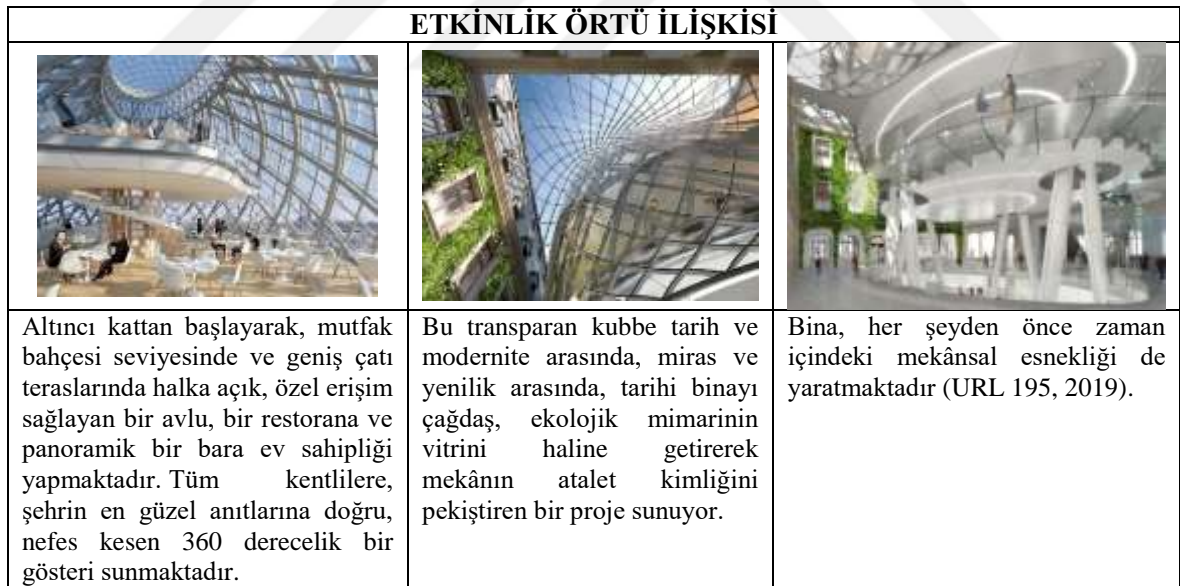 ETKİNLİK ÖRTÜ İLİŞKİSİ
Altıncı kattan başlayarak, mutfak
bahçesi seviyesinde ve geniş çatı
teraslarında halka açık, özel erişim
sağlayan bir avlu, bir restorana ve
panoramik bir bara ev sahipliği
yapmaktadır. Tüm kentlilere,
şehrin en güzel anıtlarına doğru,
nefes kesen 360 derecelik bir
gösteri sunmaktadır.
Bu transparan kubbe tarih ve
modernite arasında, miras ve
yenilik arasında, tarihi binayı
çağdaş, ekolojik mimarinin
vitrini haline getirerek
mekânın atalet kimliğini
pekiştiren bir proje sunuyor.
Bina, her şeyden önce zaman
içindeki mekânsal esnekliği de
yaratmaktadır (URL 195, 2019).